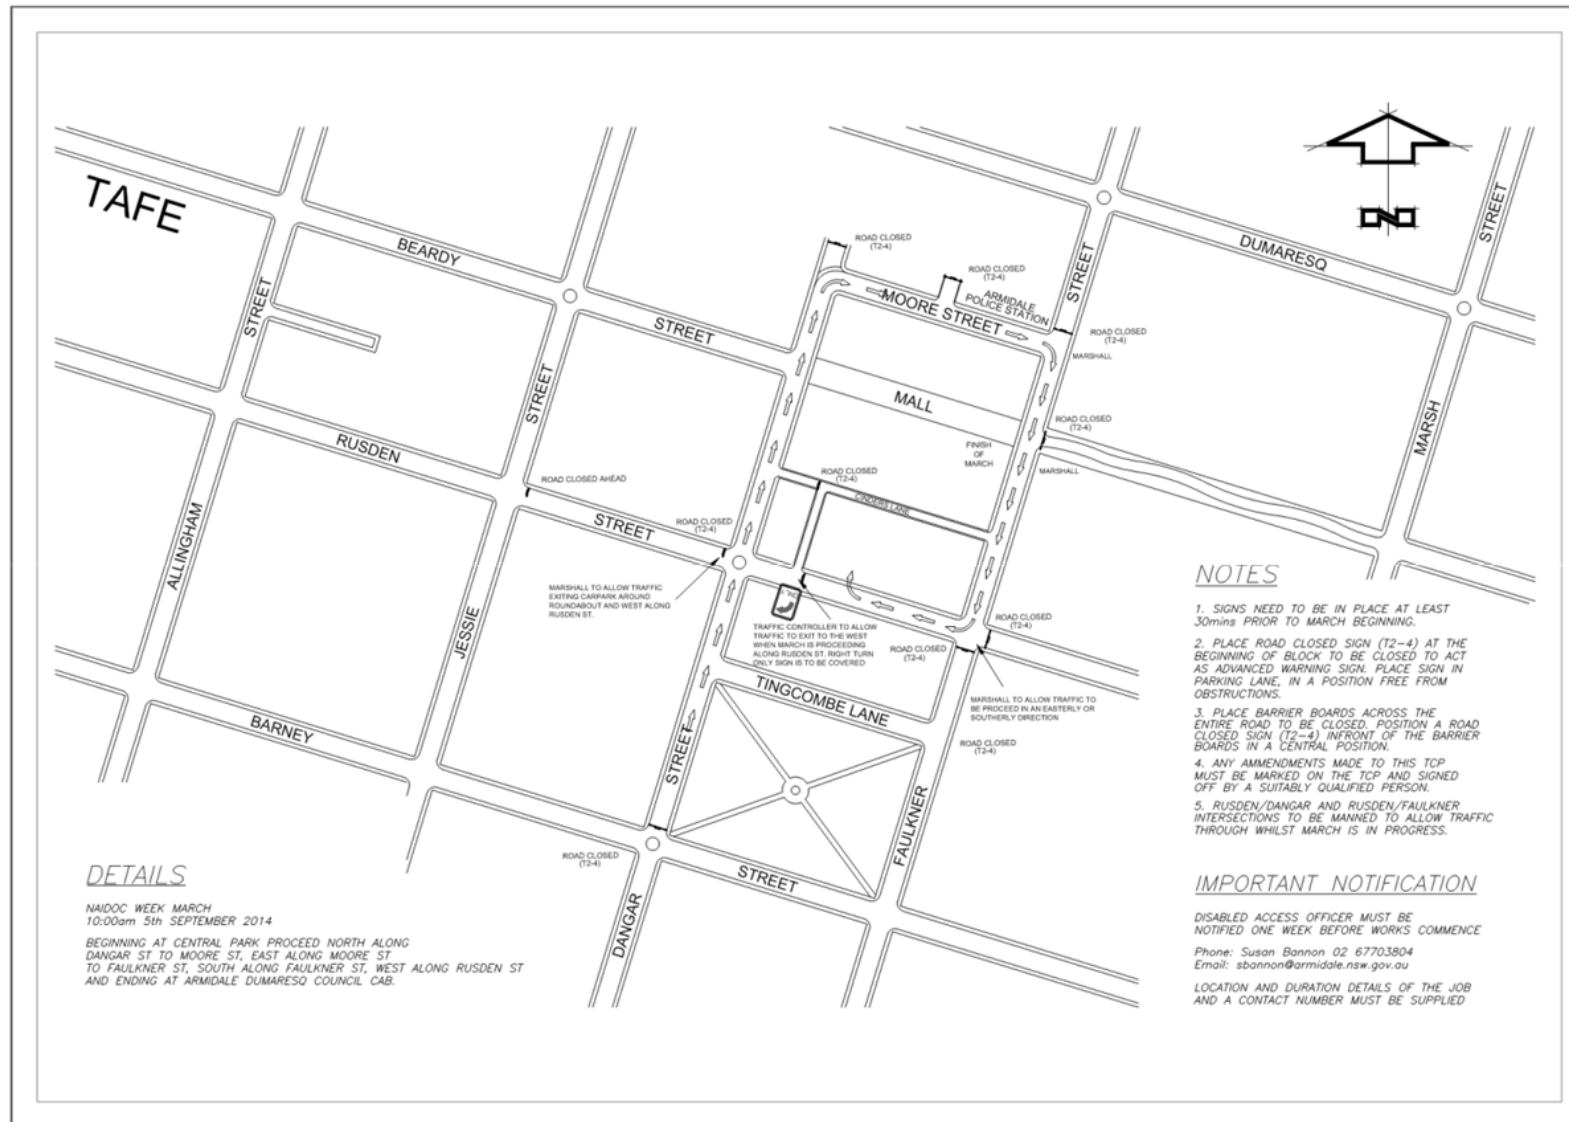 TAFE
BEARDY
STREET
STREET
STREET
STREET
RUSDEN
STREET
ALLINGHAM
JESSIE
BARNEY
STREET
DANGAR
STREET
FAULKNER
TINGCOMBE LANE
MOORE STREET
MALL
CINDERS LANE
STREET
DUMARESQ
STREET
MARSH
N
ROAD CLOSED
(T2-4)
ROAD CLOSED
(T2-4)
ARMIDALE
POLICE STATION
ROAD CLOSED
(T2-4)
MARSHALL
ROAD CLOSED
(T2-4)
MARSHALL
FINISH
OF
MARCH
ROAD CLOSED
(T2-4)
ROAD CLOSED AHEAD
ROAD CLOSED
(T2-4)
MARSHALL TO ALLOW TRAFFIC
EXITING CARPARK AROUND
ROUNDABOUT AND WEST ALONG
RUSDEN ST.
TRAFFIC CONTROLLER TO ALLOW
TRAFFIC TO EXIT TO THE WEST
WHEN MARCH IS PROCEEDING
ALONG RUSDEN ST. RIGHT TURN
ONLY SIGN IS TO BE COVERED
ROAD CLOSED
(T2-4)
ROAD CLOSED
(T2-4)
MARSHALL TO ALLOW TRAFFIC TO
BE PROCEED IN AN EASTERLY OR
SOUTHERLY DIRECTION
ROAD CLOSED
(T2-4)
ROAD CLOSED
(T2-4)
DETAILS
NAIDOC WEEK MARCH
10:00am 5th SEPTEMBER 2014
BEGINNING AT CENTRAL PARK PROCEED NORTH ALONG
DANGAR ST TO MOORE ST, EAST ALONG MOORE ST
TO FAULKNER ST, SOUTH ALONG FAULKNER ST, WEST ALONG RUSDEN ST
AND ENDING AT ARMIDALE DUMARESQ COUNCIL CAB.
NOTES
1. SIGNS NEED TO BE IN PLACE AT LEAST
30mins PRIOR TO MARCH BEGINNING.
2. PLACE ROAD CLOSED SIGN (T2-4) AT THE
BEGINNING OF BLOCK TO BE CLOSED TO ACT
AS ADVANCED WARNING SIGN. PLACE SIGN IN
PARKING LANE, IN A POSITION FREE FROM
OBSTRUCTIONS.
3. PLACE BARRIER BOARDS ACROSS THE
ENTIRE ROAD TO BE CLOSED. POSITION A ROAD
CLOSED SIGN (T2-4) INFRONT OF THE BARRIER
BOARDS IN A CENTRAL POSITION.
4. ANY AMMENDMENTS MADE TO THIS TCP
MUST BE MARKED ON THE TCP AND SIGNED
OFF BY A SUITABLY QUALIFIED PERSON.
5. RUSDEN/DANGAR AND RUSDEN/FAULKNER
INTERSECTIONS TO BE MANNED TO ALLOW TRAFFIC
THROUGH WHILST MARCH IS IN PROGRESS.
IMPORTANT NOTIFICATION
DISABLED ACCESS OFFICER MUST BE
NOTIFIED ONE WEEK BEFORE WORKS COMMENCE
Phone: Susan Bannon 02 67703804
Email: sbannon@armidale.nsw.gov.au
LOCATION AND DURATION DETAILS OF THE JOB
AND A CONTACT NUMBER MUST BE SUPPLIED